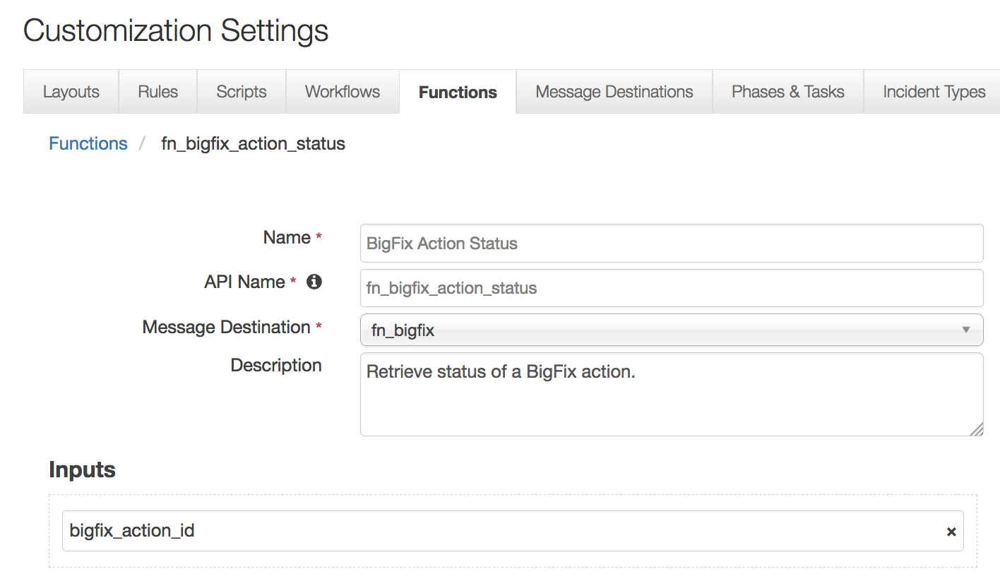 Customization Settings
Layouts Rules Scripts Workflows Functions Message Destinations Phases & Tasks Incident Types
Functions / fn_bigfix_action_status
Name * BigFix Action Status
API Name * fn_bigfix_action_status
Message Destination * fn_bigfix
Description Retrieve status of a BigFix action.
Inputs
bigfix_action_id